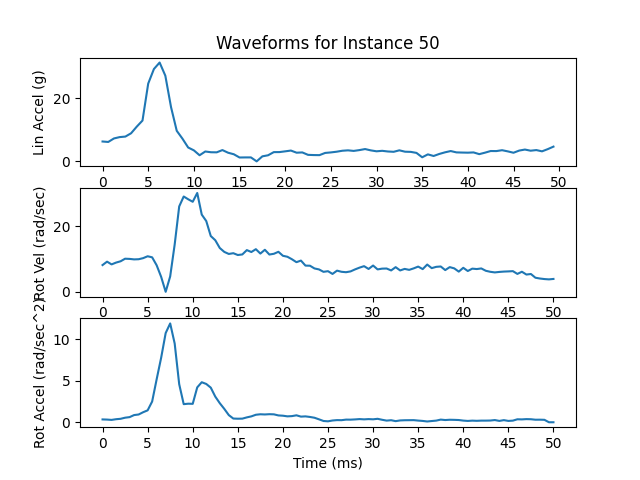 Waveforms for Instance 50
Lin Accel (g)
20
0
0 5 10 15 20 25 30 35 40 45 50
Rot Vel (rad/sec)
20
0
0 5 10 15 20 25 30 35 40 45 50
Rot Accel (rad/sec^2)
10
5
0
0 5 10 15 20 25 30 35 40 45 50
Time (ms)